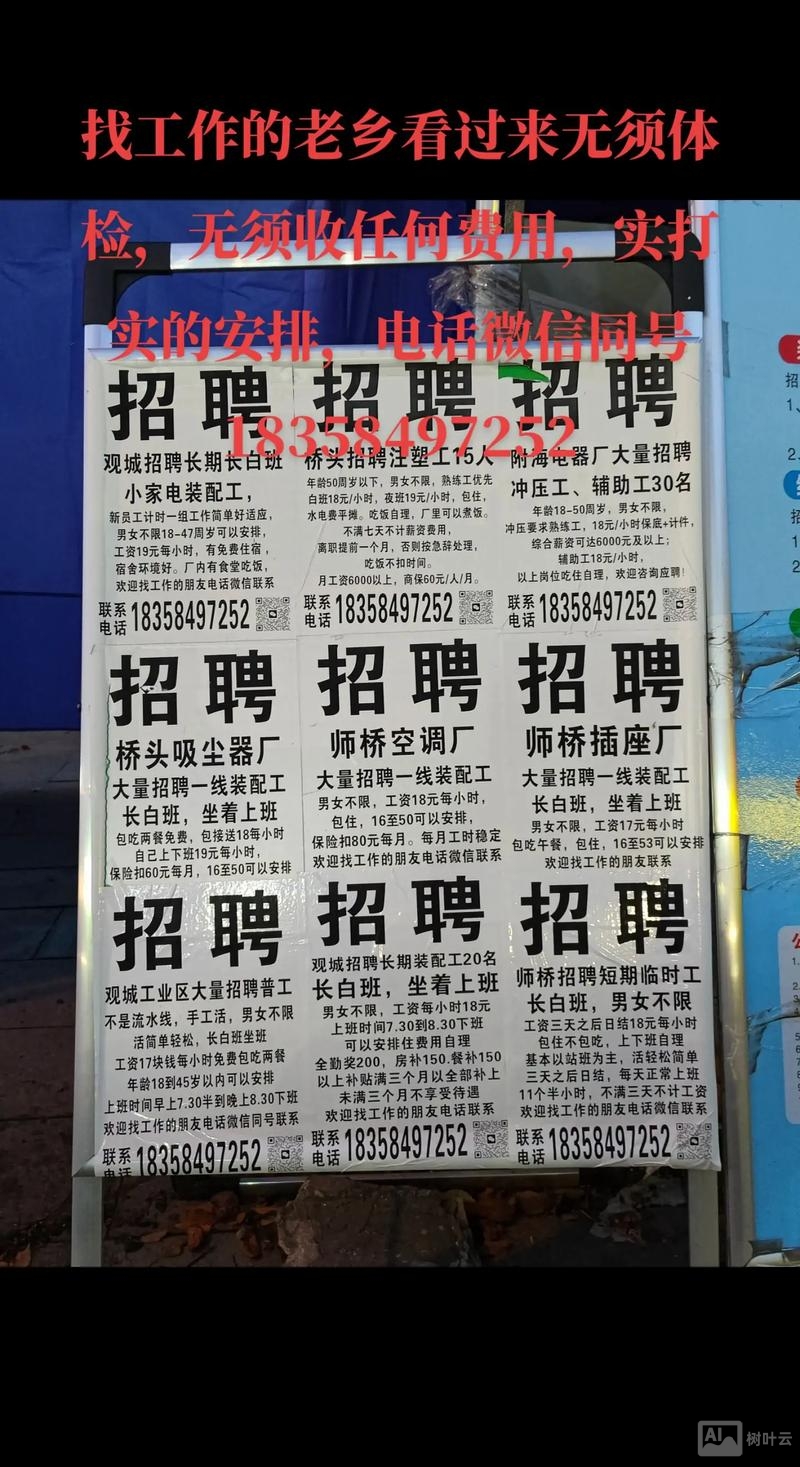 找工作的老乡看过来无须体
检，无须收任何费用，实打
实的安排，电话微信同号
18358497252
招聘
观城招聘长期长白班
小家电装配工，
新员工计时一组工作简单好适应，
男女不限18-47周岁可以安排，
工资19元每小时，有免费住宿，
宿舍环境好。厂内有食堂吃饭，
欢迎找工作的朋友电话微信联系
联系
电话 18358497252
招聘
桥头招聘注塑工15人
年龄50周岁以下，男女不限，熟练工优先
白班18元/小时，夜班19元/小时，包住，
水电费平摊。吃饭自理，厂里可以煮饭。
不满七天不计薪资费用，
离职提前一个月，否则按急辞处理，
吃饭不扣时间。
月工资6000以上，商保60元/人/月。
联系
电话 18358497252
招聘
附海电器厂大量招聘
冲压工、辅助工30名
年龄18-50周岁，男女不限，
冲压要求熟练工，18元/小时保底+计件，
综合薪资可达6000元及以上；
辅助工18元/小时，
以上岗位吃住自理，欢迎咨询应聘！
联系
电话 18358497252
招聘
桥头吸尘器厂
大量招聘一线装配工
长白班，坐着上班
包吃两餐免费，包接送18每小时
自己上下班19元每小时，
保险扣60元每月，16至50可以安排
招聘
师桥空调厂
大量招聘一线装配工
男女不限，工资18元每小时，
包住，16至50可以安排，
保险扣80元每月。每月工时稳定
欢迎找工作的朋友电话微信联系
招聘
师桥插座厂
大量招聘一线装配工
长白班，坐着上班
男女不限，工资17元每小时
包吃午餐，包住，16至53可以安排
欢迎找工作的朋友联系
招聘
观城工业区大量招聘普工
不是流水线，手工活，男女不限
活简单轻松，长白班坐班
工资17块钱每小时免费包吃两餐
年龄18到45岁以内可以安排
上班时间早上7.30半到晚上8.30下班
欢迎找工作的朋友电话微信同号联系
联系
电话 18358497252
招聘
观城招聘长期装配工20名
长白班，坐着上班
男女不限，工资每小时18元
上班时间7.30到8.30下班
可以安排住费用自理
全勤奖200，房补150.餐补150
以上补贴满三个月以全部补上
未满三个月不享受待遇
欢迎找工作的朋友电话微信联系
联系
电话 18358497252
招聘
师桥招聘短期临时工
长白班，男女不限
工资三天之后日结18元每小时
包住不包吃，上下班自理
基本以站班为主，活轻松简单
三天之后日结，每天正常上班
11个半小时，不满三天不计工资
欢迎找工作的朋友电话微信联系
联系
电话 18358497252
招
1、
2.
招
1
2
树叶云